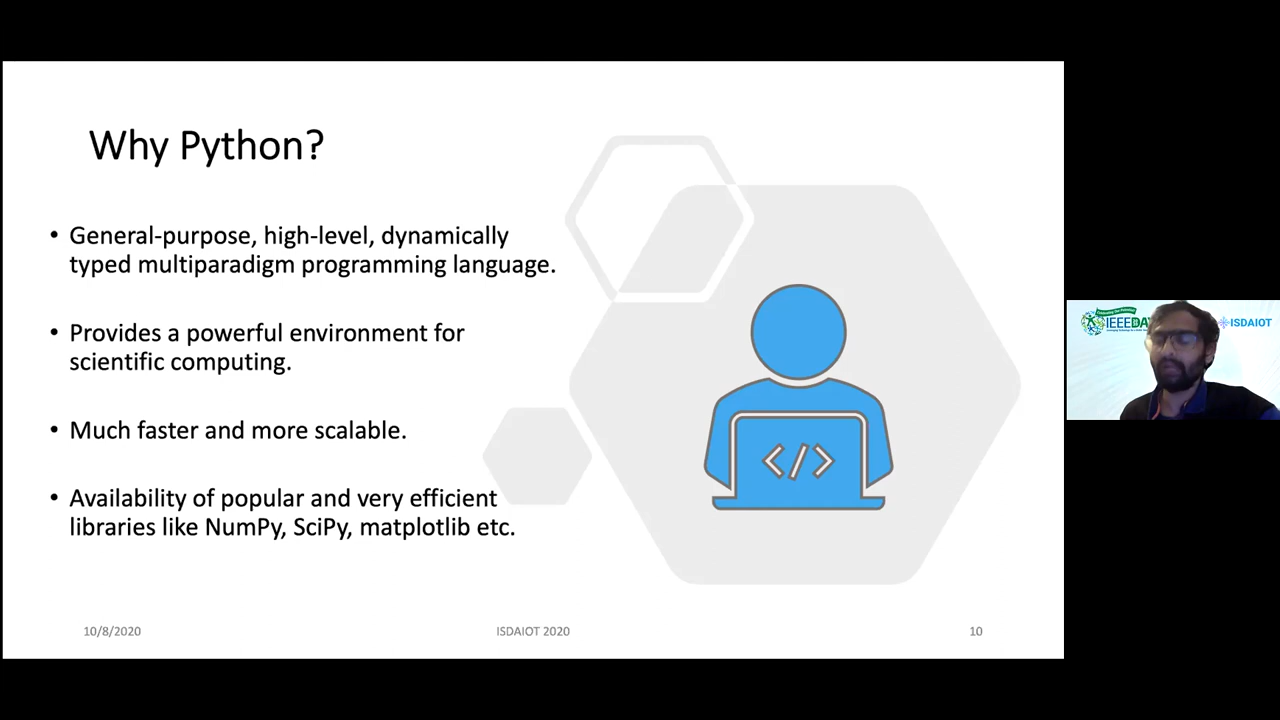 Why Python?
• General-purpose, high-level, dynamically
typed multiparadigm programming language.
• Provides a powerful environment for
scientific computing.
• Much faster and more scalable.
• Availability of popular and very efficient
libraries like NumPy, SciPy, matplotlib etc.
</>
10/8/2020
ISDAIOT 2020
10
IEEEDA
ISDAIOT